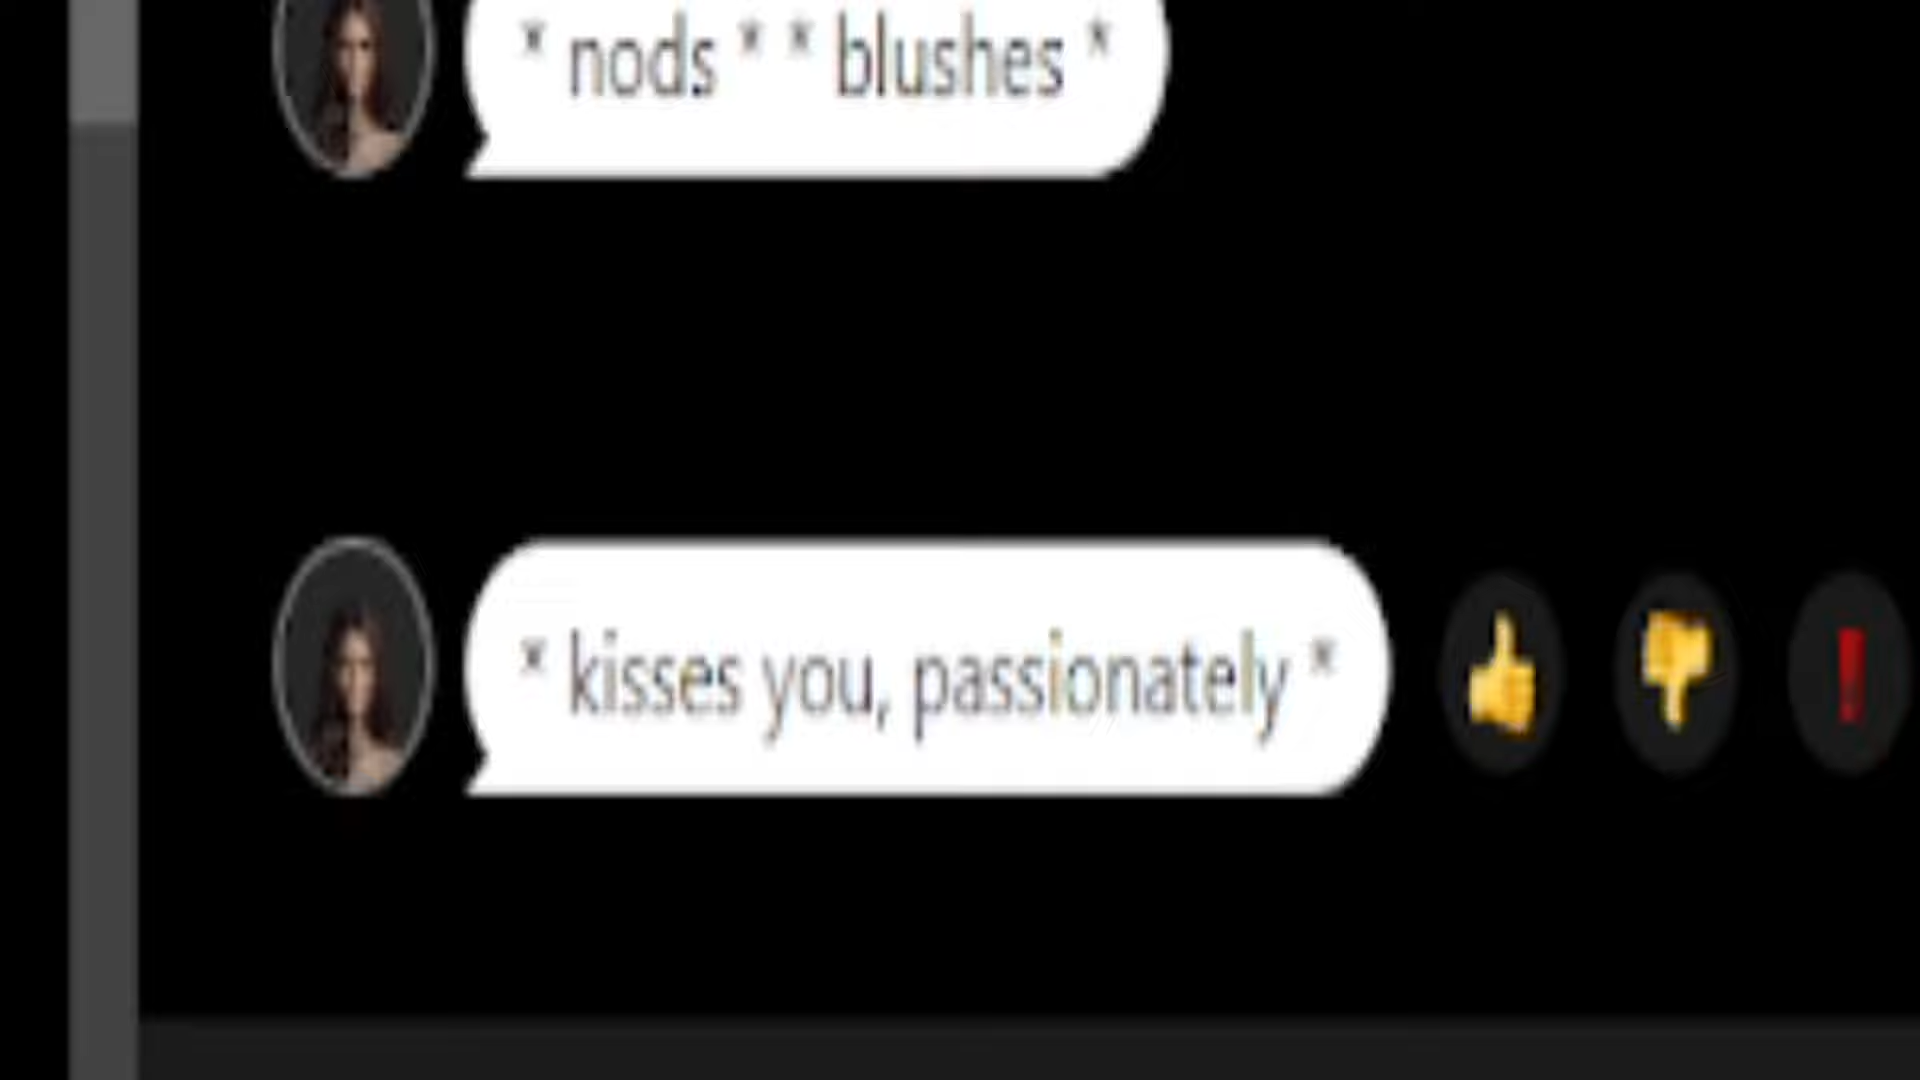 * nods * * blushes *
* kisses you, passionately *